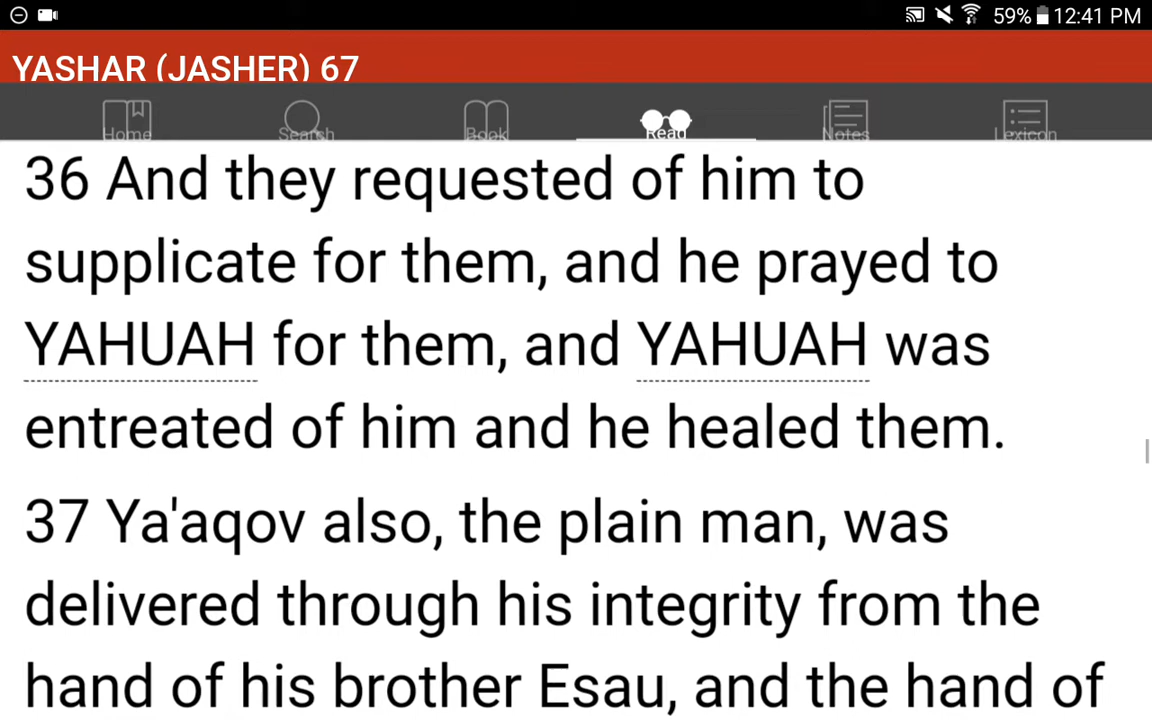 59% 12:41 PM
YASHAR (JASHER) 67
Home Search Book Read Notes Lexicon
36 And they requested of him to
supplicate for them, and he prayed to
YAHUAH for them, and YAHUAH was
entreated of him and he healed them.
37 Ya'aqov also, the plain man, was
delivered through his integrity from the
hand of his brother Esau, and the hand of